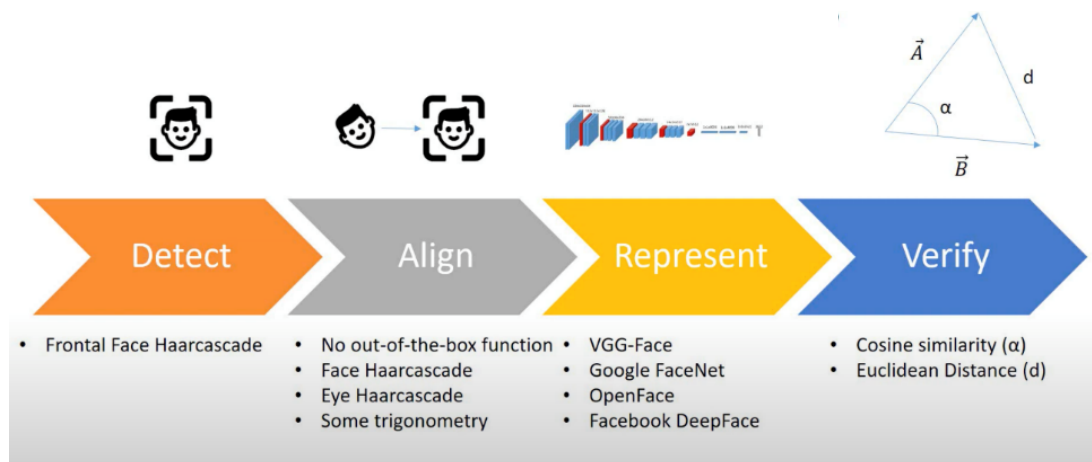 A⃗
d
α
B⃗
Detect
Align
Represent
Verify
• Frontal Face Haarcascade
• No out-of-the-box function
• Face Haarcascade
• Eye Haarcascade
• Some trigonometry
• VGG-Face
• Google FaceNet
• OpenFace
• Facebook DeepFace
• Cosine similarity (α)
• Euclidean Distance (d)